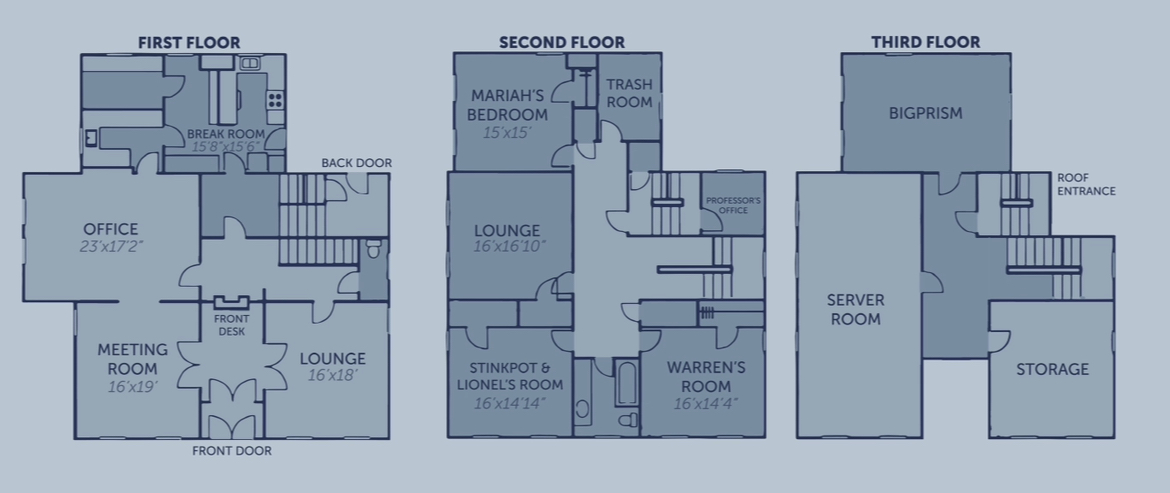 FIRST FLOOR
BREAK ROOM
15'8"x15'6"
BACK DOOR
OFFICE
23'x17'2"
FRONT
DESK
MEETING
ROOM
16'x19'
LOUNGE
16'x18'
FRONT DOOR
SECOND FLOOR
MARIAH'S
BEDROOM
15'x15'
TRASH
ROOM
PROFESSOR'S
OFFICE
LOUNGE
16'x16'10"
STINKPOT &
LIONEL'S ROOM
16'x14'14"
WARREN'S
ROOM
16'x14'4"
THIRD FLOOR
BIGPRISM
ROOF
ENTRANCE
SERVER
ROOM
STORAGE